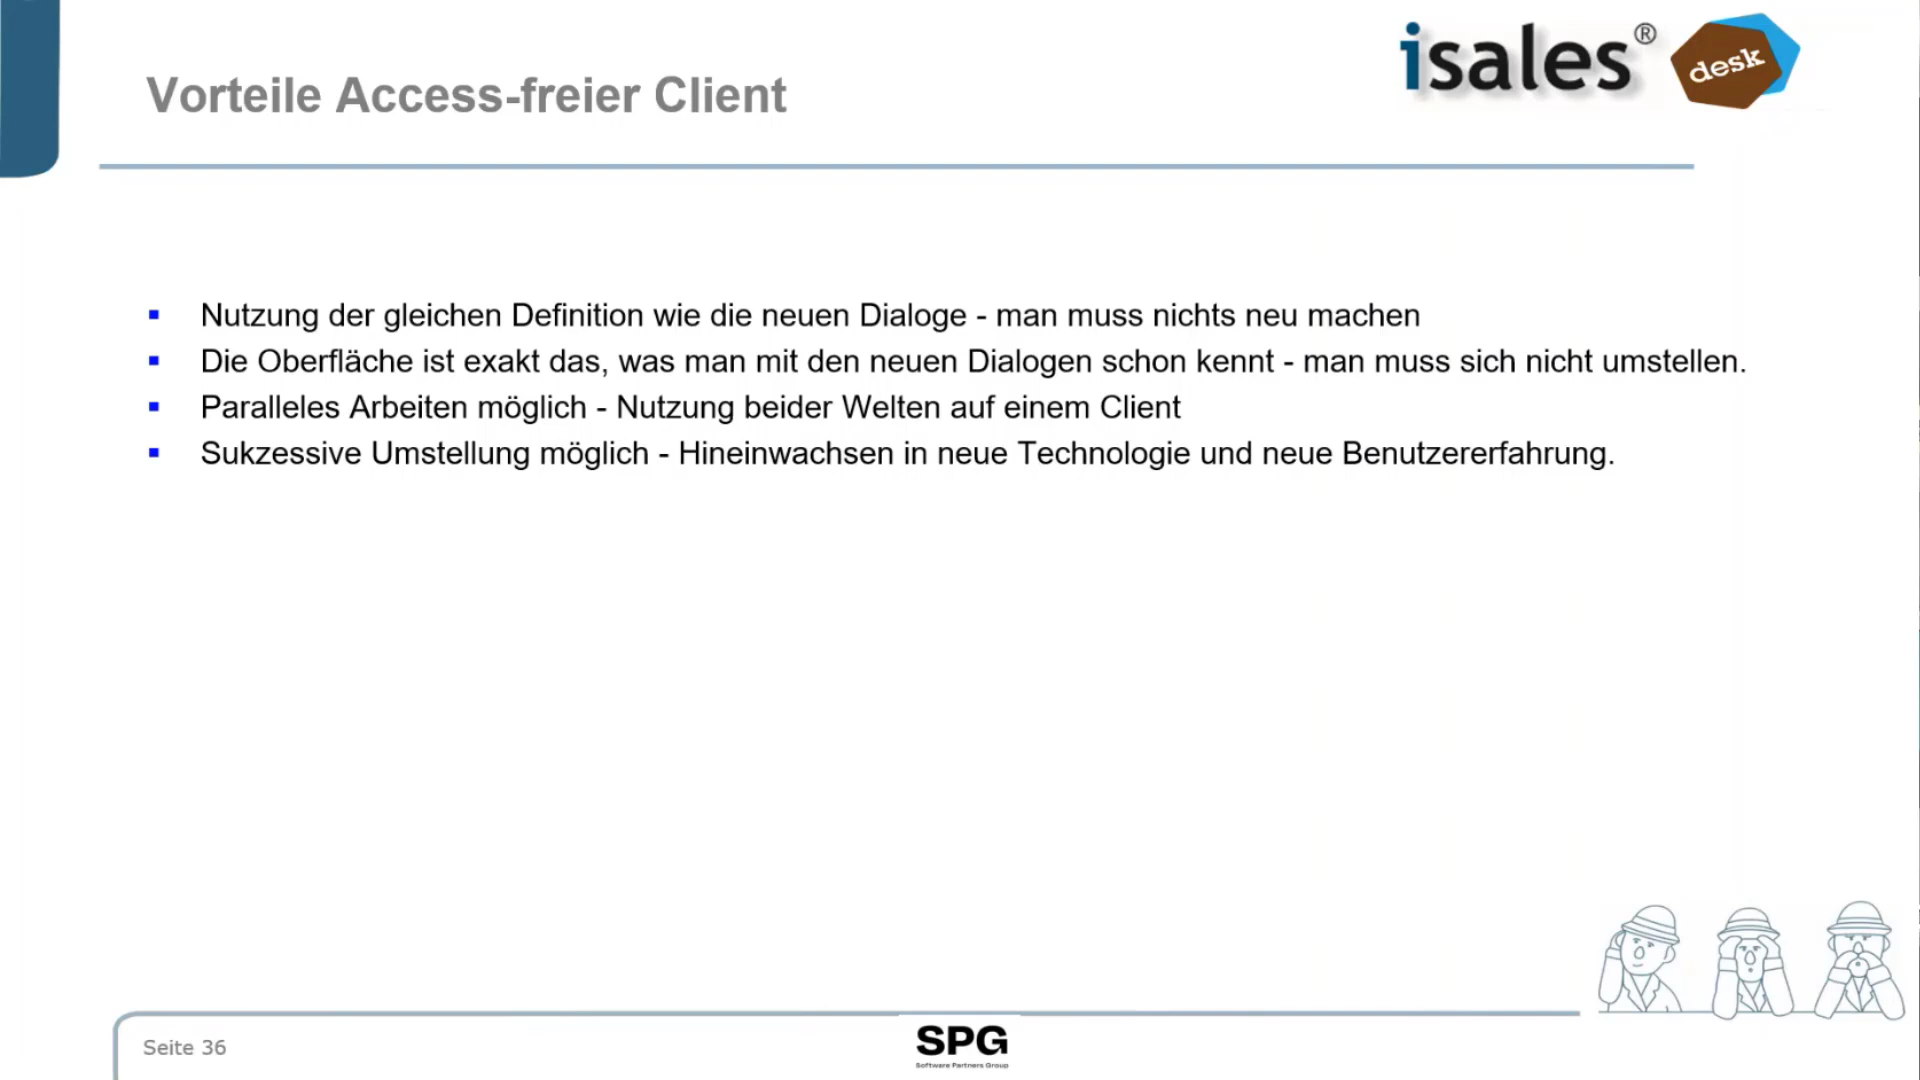 isales®
desk
Vorteile Access-freier Client
Nutzung der gleichen Definition wie die neuen Dialoge - man muss nichts neu machen
Die Oberfläche ist exakt das, was man mit den neuen Dialogen schon kennt - man muss sich nicht umstellen.
Paralleles Arbeiten möglich - Nutzung beider Welten auf einem Client
Sukzessive Umstellung möglich - Hineinwachsen in neue Technologie und neue Benutzererfahrung.
Seite 36
SPG
Software Partners Group